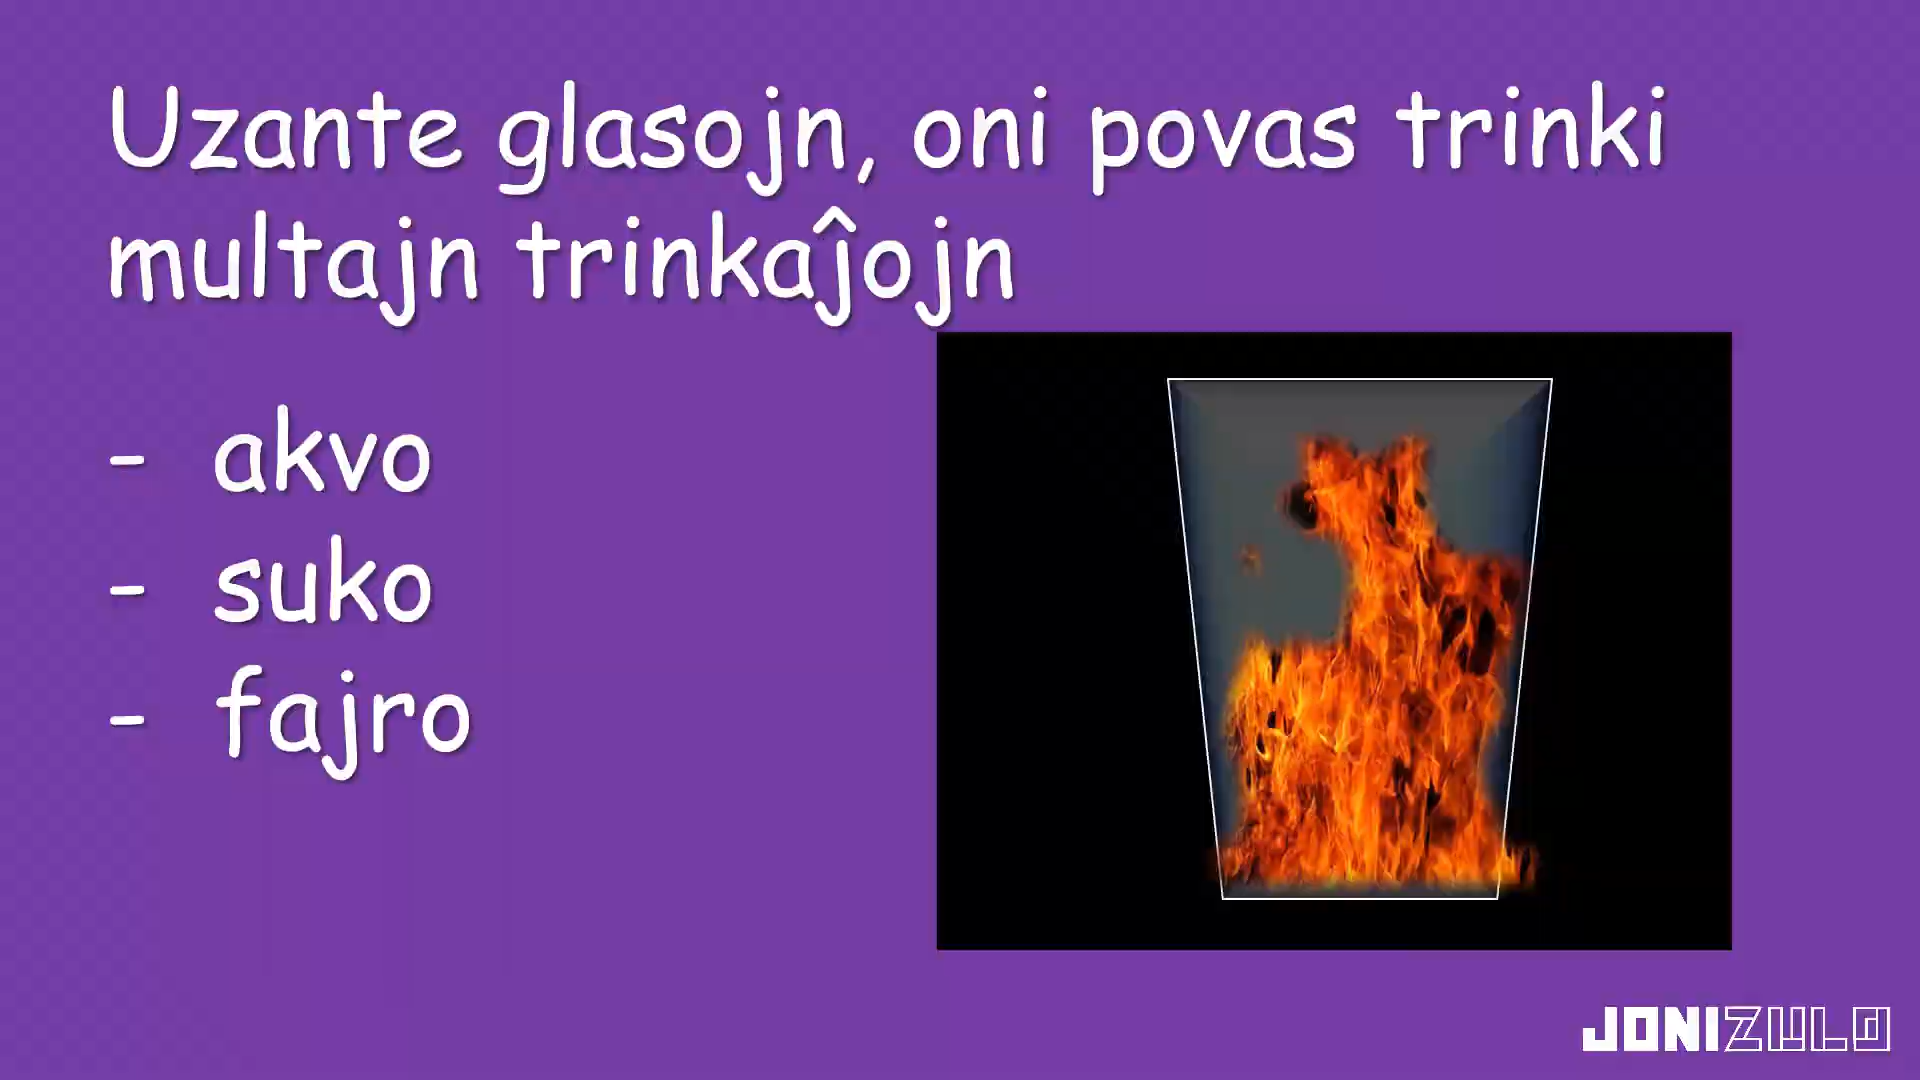 Uzante glasojn, oni povas trinki
multajn trinkaĵojn
- akvo
- suko
- fajro
JONIZULO